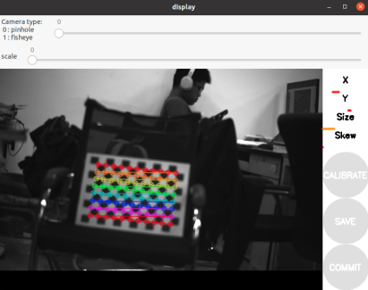 display
Camera type:
0 : pinhole
1 : fisheye
0
scale
0
X
Y
Size
Skew
CALIBRATE
SAVE
COMMIT